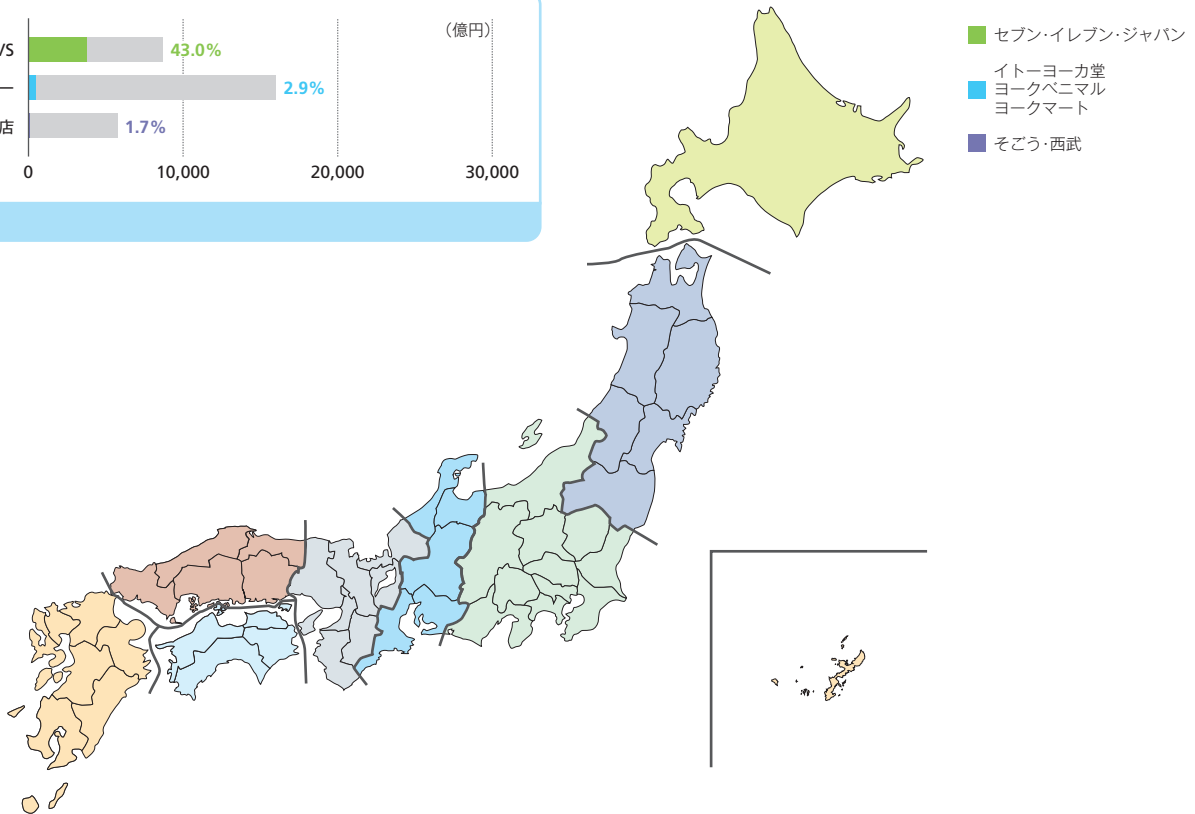 （億円）
/S
43.0%
ー
2.9%
店
1.7%
0
10,000
20,000
30,000
セブン・イレブン・ジャパン
イトーヨーカ堂
ヨークベニマル
ヨークマート
そごう・西武